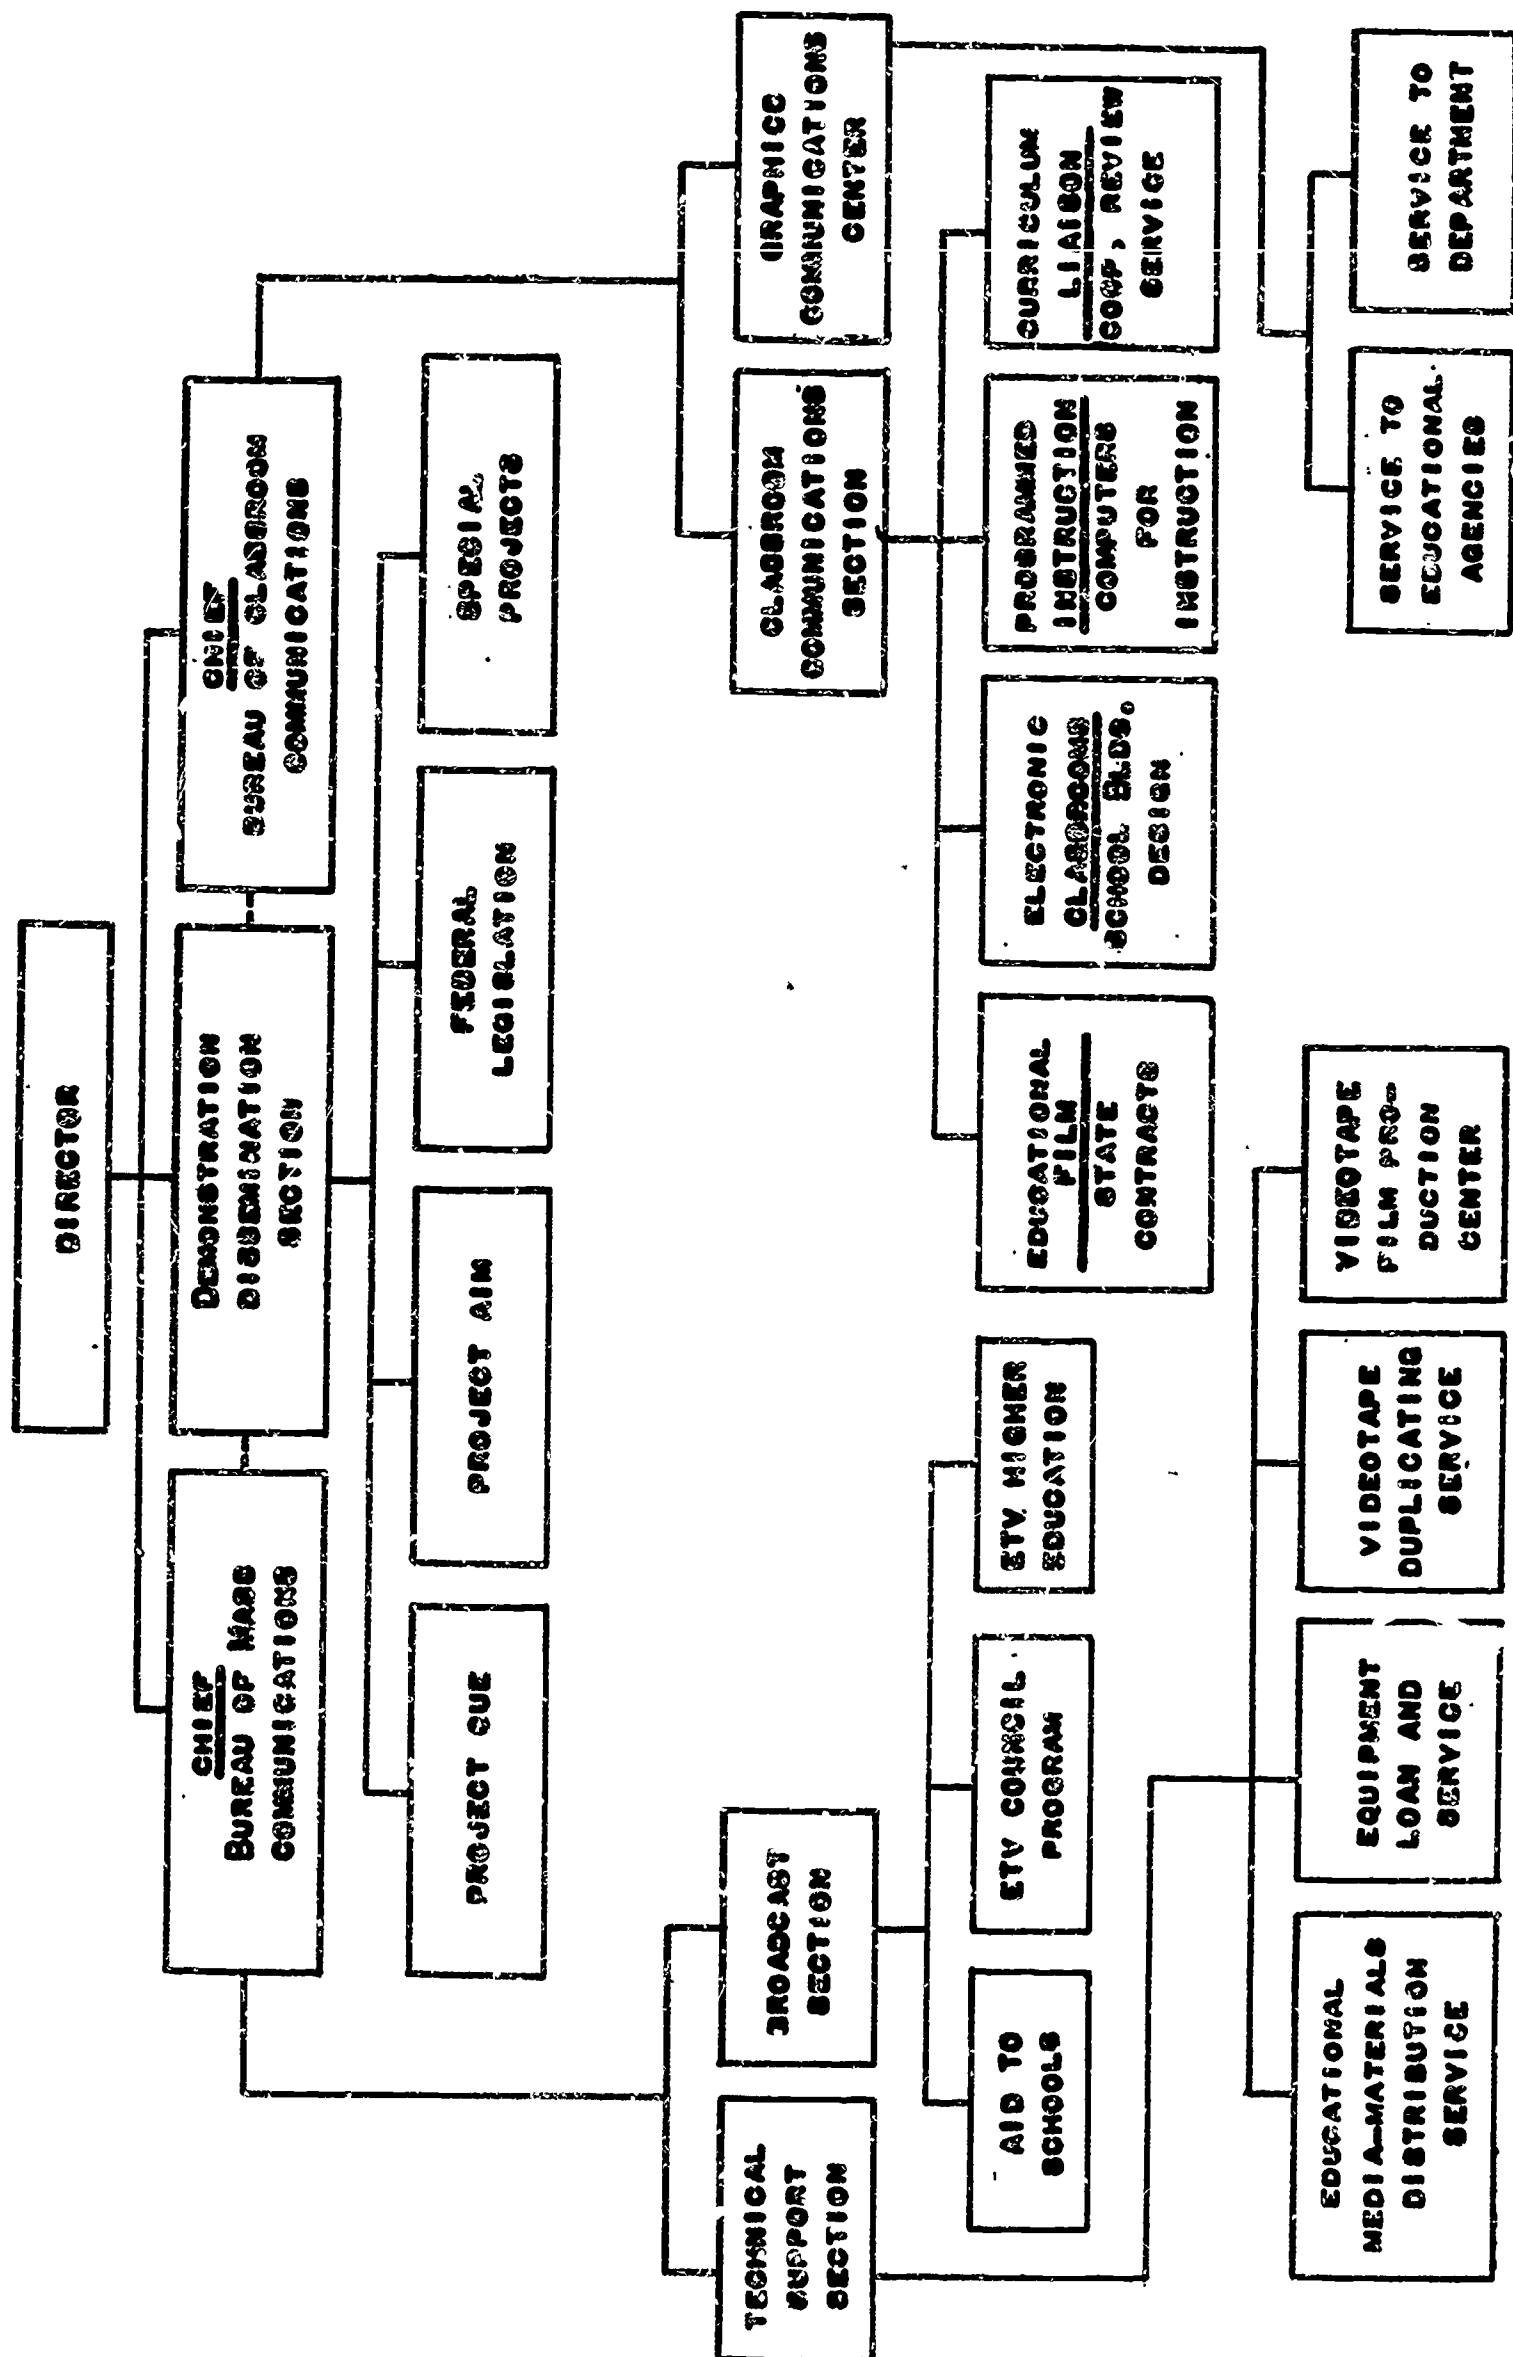 DIRECTOR
CHIEF
BUREAU OF MASS
COMMUNICATIONS
DEMONSTRATION
DISSEMINATION
SECTION
CHIEF
BUREAU OF CLASSROOM
COMMUNICATIONS
PROJECT CUE
PROJECT AIM
FEDERAL
LEGISLATION
SPECIAL
PROJECTS
TECHNICAL
SUPPORT
SECTION
BROADCAST
SECTION
CLASSROOM
COMMUNICATIONS
SECTION
GRAPHICS
COMMUNICATIONS
CENTER
AID TO
SCHOOLS
ETV COUNCIL
PROGRAM
ETV HIGHER
EDUCATION
EDUCATIONAL
FILM
STATE
CONTRACTS
ELECTRONIC
CLASSROOMS
SCHOOL BLDG.
DESIGN
PROGRAMED
INSTRUCTION
COMPUTERS
FOR
INSTRUCTION
CURRICULUM
LIAISON
COOP, REVIEW
SERVICE
EDUCATIONAL
MEDIA-MATERIALS
DISTRIBUTION
SERVICE
EQUIPMENT
LOAN AND
SERVICE
VIDEOTAPE
DUPLICATING
SERVICE
VIDEOTAPE
FILM PRO-
DUCTION
CENTER
SERVICE TO
EDUCATIONAL
AGENCIES
SERVICE TO
DEPARTMENT